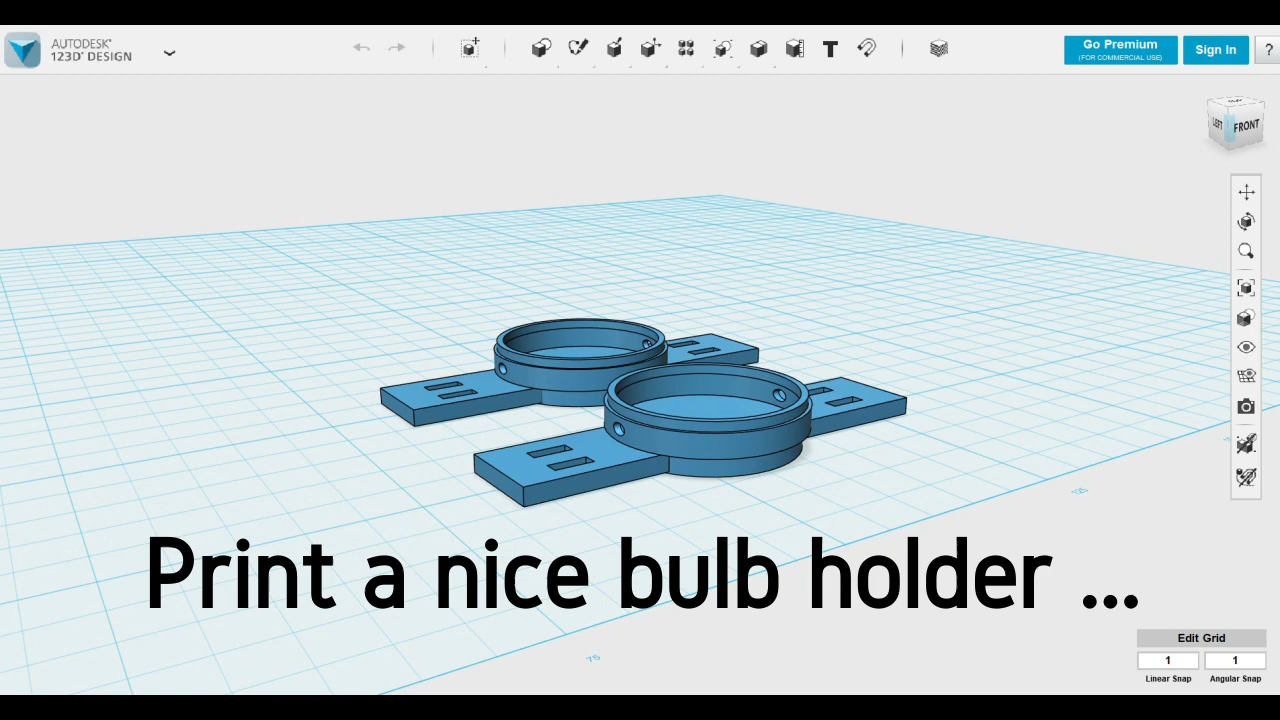 AUTODESK®
123D® DESIGN
Go Premium
(FOR COMMERCIAL USE)
Sign In
?
LEFT
FRONT
75
Print a nice bulb holder ...
Edit Grid
1
1
Linear Snap
Angular Snap